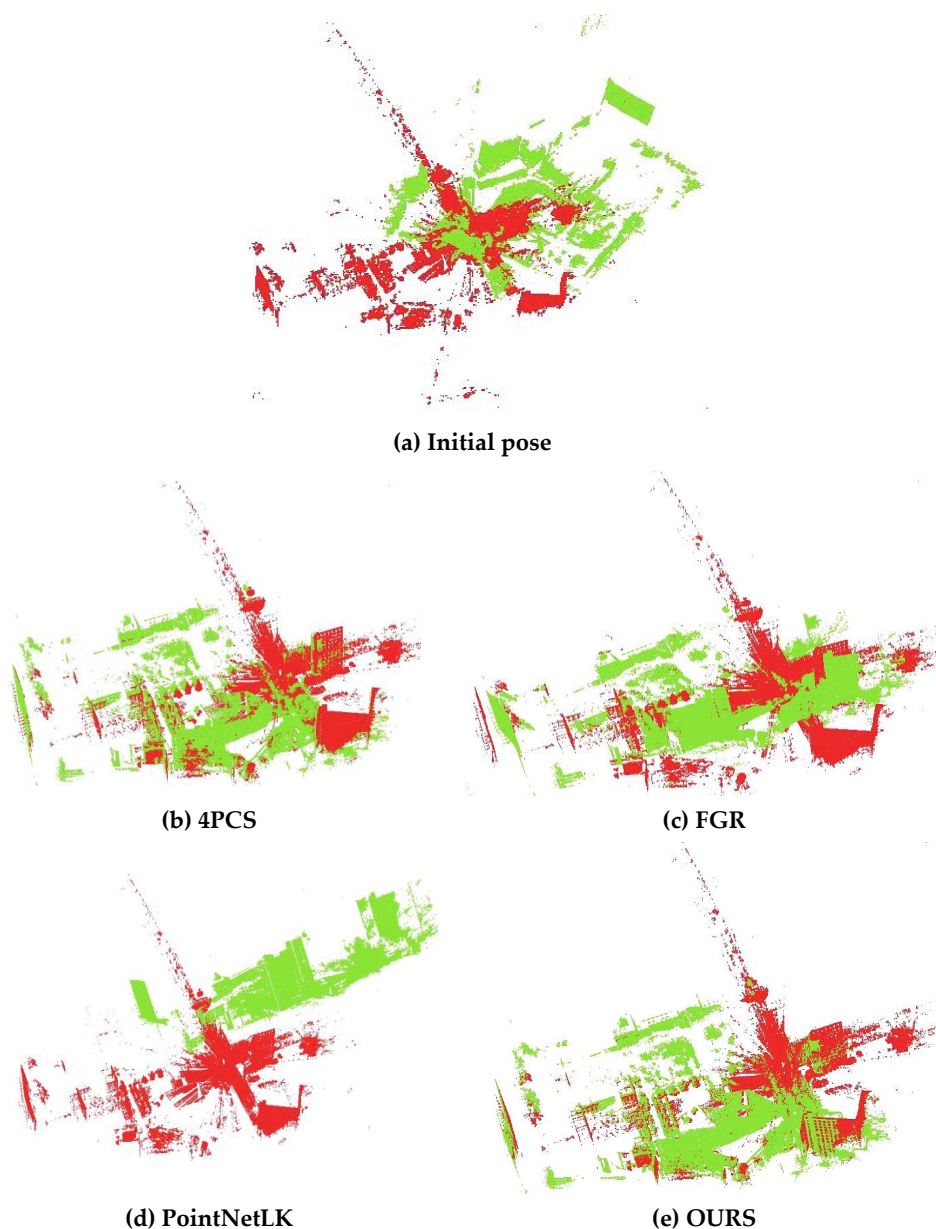 (a) Initial pose
(b) 4PCS
(c) FGR
(d) PointNetLK
(e) OURS